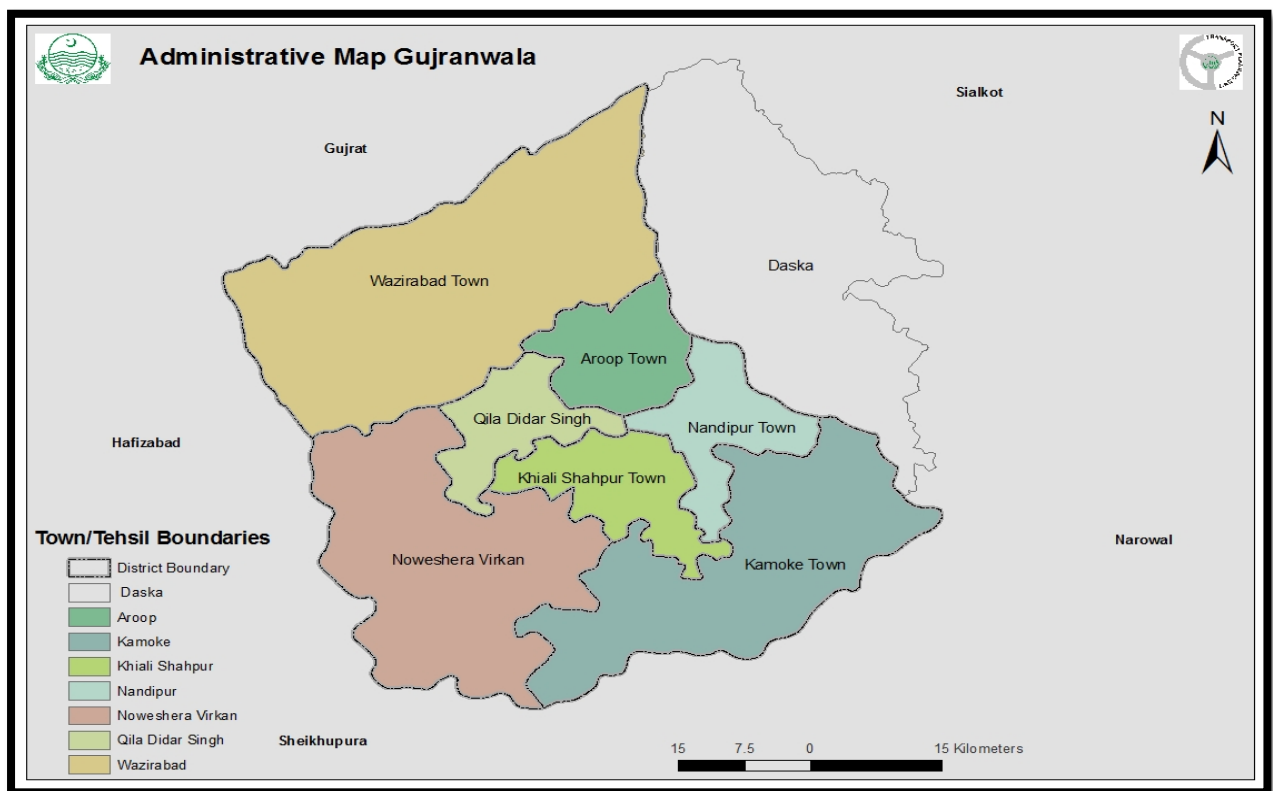 Administrative Map Gujranwala
Sialkot
N
Gujrat
Daska
Wazirabad Town
Aroop Town
Qila Didar Singh
Nandipur Town
Hafizabad
Khiali Shahpur Town
Town/Tehsil Boundaries
Noweshera Virkan
Kamoke Town
Narowal
District Boundary
Daska
Aroop
Kamoke
Khiali Shahpur
Nandipur
Noweshera Virkan
Qila Didar Singh
Wazirabad
Sheikhupura
15 7.5 0 15 Kilometers